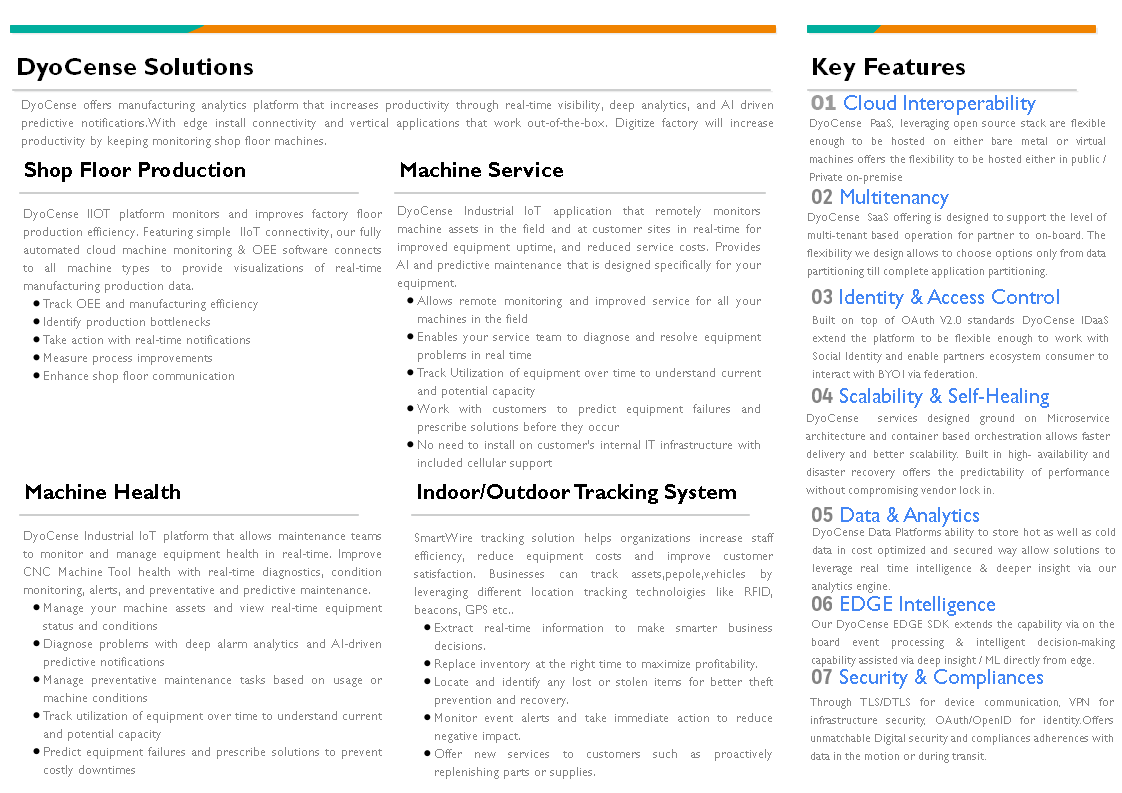 DyoCense Solutions
DyoCense offers manufacturing analytics platform that increases productivity through real-time visibility, deep analytics, and AI driven
predictive notifications.With edge install connectivity and vertical applications that work out-of-the-box. Digitize factory will increase
productivity by keeping monitoring shop floor machines.
Shop Floor Production
DyoCense IIOT platform monitors and improves factory floor
production efficiency. Featuring simple IIoT connectivity, our fully
automated cloud machine monitoring & OEE software connects
to all machine types to provide visualizations of real-time
manufacturing production data.
● Track OEE and manufacturing efficiency
● Identify production bottlenecks
● Take action with real-time notifications
● Measure process improvements
● Enhance shop floor communication
Machine Service
DyoCense Industrial IoT application that remotely monitors
machine assets in the field and at customer sites in real-time for
improved equipment uptime, and reduced service costs. Provides
AI and predictive maintenance that is designed specifically for your
equipment.
● Allows remote monitoring and improved service for all your
machines in the field
● Enables your service team to diagnose and resolve equipment
problems in real time
● Track Utilization of equipment over time to understand current
and potential capacity
● Work with customers to predict equipment failures and
prescribe solutions before they occur
● No need to install on customer's internal IT infrastructure with
included cellular support
Machine Health
DyoCense Industrial IoT platform that allows maintenance teams
to monitor and manage equipment health in real-time. Improve
CNC Machine Tool health with real-time diagnostics, condition
monitoring, alerts, and preventative and predictive maintenance.
● Manage your machine assets and view real-time equipment
status and conditions
● Diagnose problems with deep alarm analytics and AI-driven
predictive notifications
● Manage preventative maintenance tasks based on usage or
machine conditions
● Track utilization of equipment over time to understand current
and potential capacity
● Predict equipment failures and prescribe solutions to prevent
costly downtimes
Indoor/Outdoor Tracking System
SmartWire tracking solution helps organizations increase staff
efficiency, reduce equipment costs and improve customer
satisfaction. Businesses can track assets,pepole,vehicles by
leveraging different location tracking technoloigies like RFID,
beacons, GPS etc..
● Extract real-time information to make smarter business
decisions.
● Replace inventory at the right time to maximize profitability.
● Locate and identify any lost or stolen items for better theft
prevention and recovery.
● Monitor event alerts and take immediate action to reduce
negative impact.
● Offer new services to customers such as proactively
replenishing parts or supplies.
Key Features
01 Cloud Interoperability
DyoCense PaaS, leveraging open source stack are flexible
enough to be hosted on either bare metal or virtual
machines offers the flexibility to be hosted either in public /
Private on-premise
02 Multitenancy
DyoCense SaaS offering is designed to support the level of
multi-tenant based operation for partner to on-board. The
flexibility we design allows to choose options only from data
partitioning till complete application partitioning.
03 Identity & Access Control
Built on top of OAuth V2.0 standards DyoCense IDaaS
extend the platform to be flexible enough to work with
Social Identity and enable partners ecosystem consumer to
interact with BYOI via federation.
04 Scalability & Self-Healing
DyoCense services designed ground on Microservice
architecture and container based orchestration allows faster
delivery and better scalability. Built in high- availability and
disaster recovery offers the predictability of performance
without compromising vendor lock in.
05 Data & Analytics
DyoCense Data Platforms ability to store hot as well as cold
data in cost optimized and secured way allow solutions to
leverage real time intelligence & deeper insight via our
analytics engine.
06 EDGE Intelligence
Our DyoCense EDGE SDK extends the capability via on the
board event processing & intelligent decision-making
capability assisted via deep insight / ML directly from edge.
07 Security & Compliances
Through TLS/DTLS for device communication, VPN for
infrastructure security, OAuth/OpenID for identity.Offers
unmatchable Digital security and compliances adherences with
data in the motion or during transit.